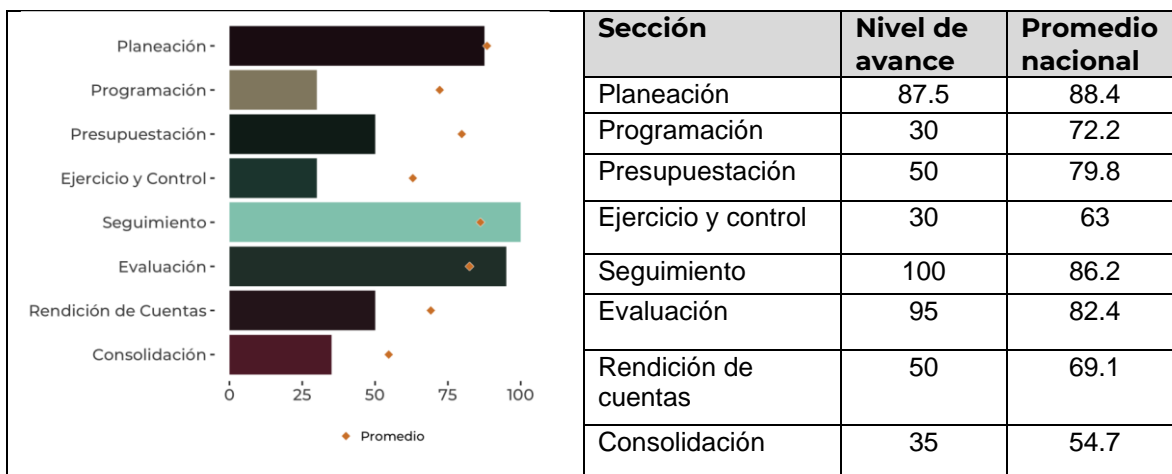 Planeación
Programación
Presupuestación
Ejercicio y Control
Seguimiento
Evaluación
Rendición de Cuentas
Consolidación
0 25 50 75 100
Promedio
Sección Nivel de avance Promedio nacional
Planeación 87.5 88.4
Programación 30 72.2
Presupuestación 50 79.8
Ejercicio y control 30 63
Seguimiento 100 86.2
Evaluación 95 82.4
Rendición de cuentas 50 69.1
Consolidación 35 54.7